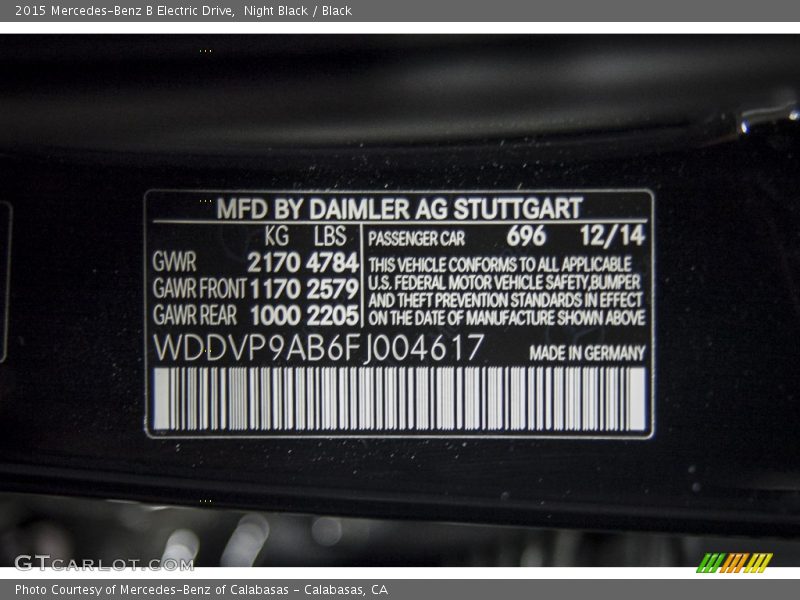 2015 Mercedes-Benz B Electric Drive,  Night Black / Black
MFD BY DAIMLER AG STUTTGART
KG LBS
GWR 2170 4784
GAWR FRONT 1170 2579
GAWR REAR 1000 2205
PASSENGER CAR 696 12/14
THIS VEHICLE CONFORMS TO ALL APPLICABLE
U.S. FEDERAL MOTOR VEHICLE SAFETY,BUMPER
AND THEFT PREVENTION STANDARDS IN EFFECT
ON THE DATE OF MANUFACTURE SHOWN ABOVE
WDDVP9AB6FJ004617 MADE IN GERMANY
GTCARLOT.COM
Photo Courtesy of Mercedes-Benz of Calabasas - Calabasas, CA